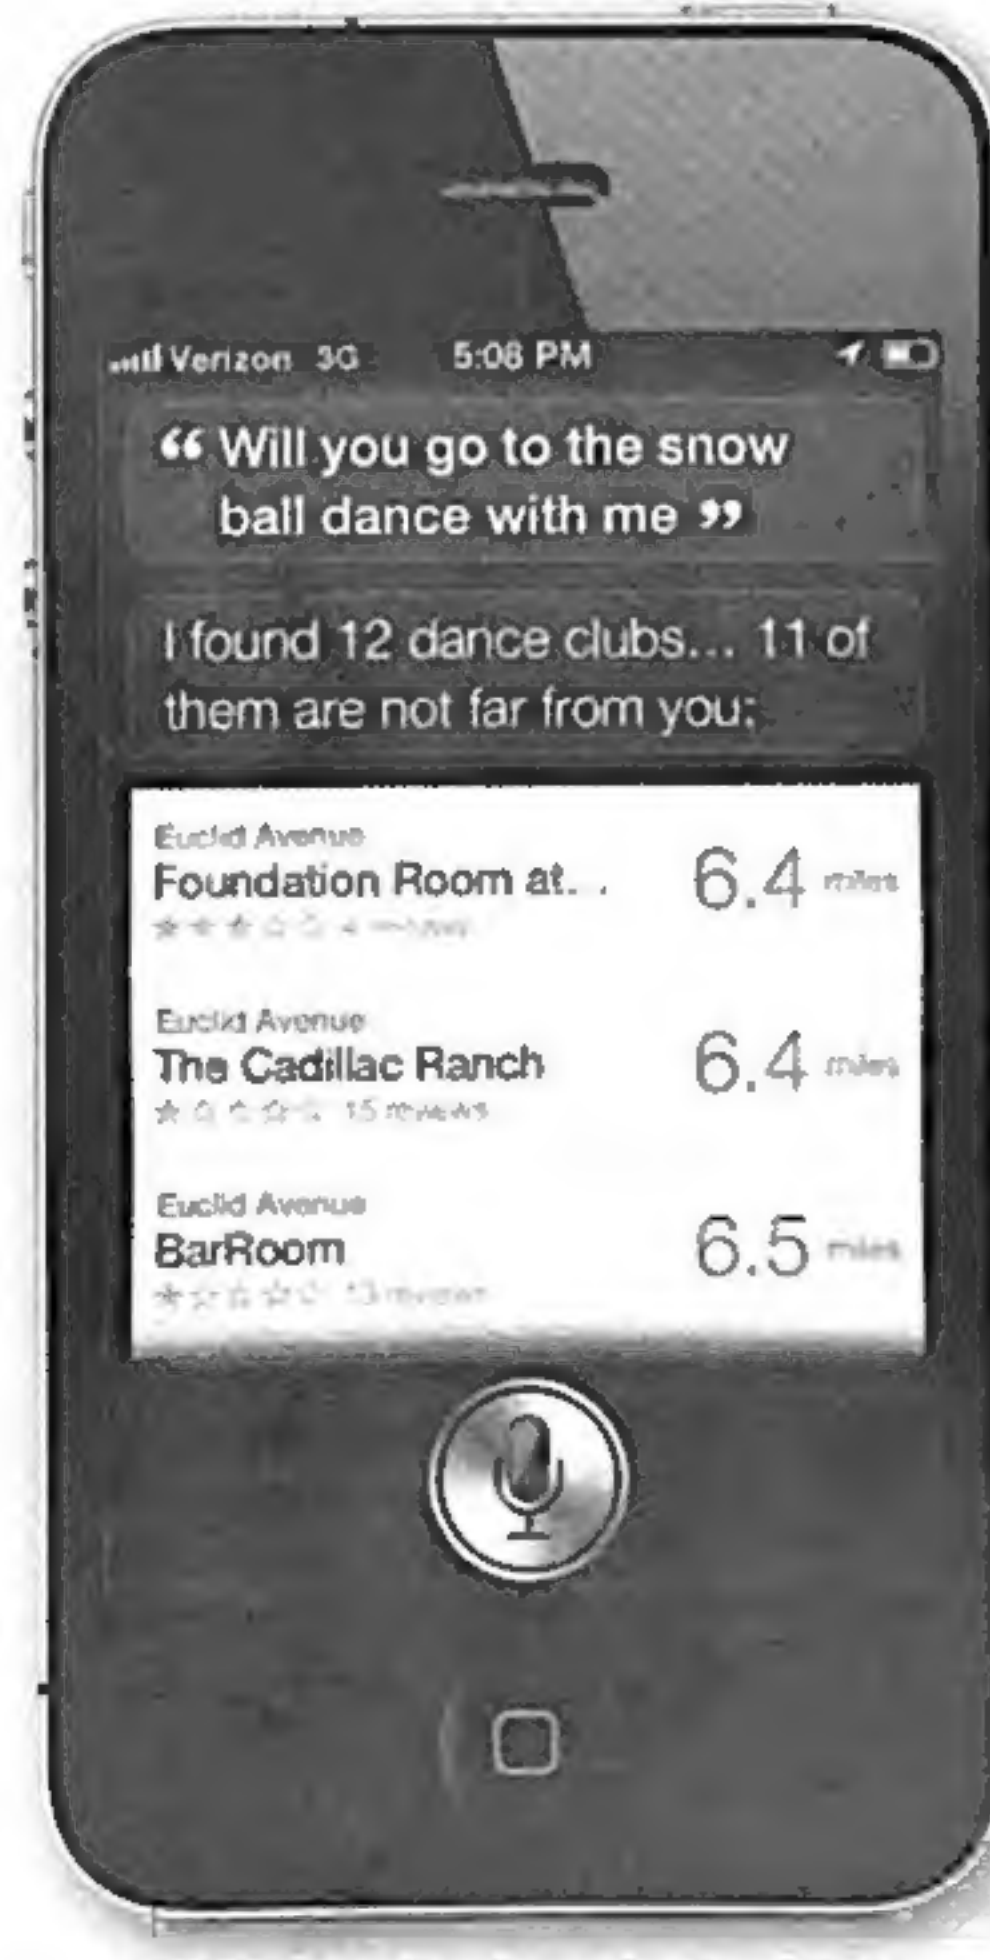 Verizon 3G 5:08 PM
“ Will you go to the snow
ball dance with me ”
I found 12 dance clubs... 11 of
them are not far from you:
Euclid Avenue
Foundation Room at...
6.4 miles
Euclid Avenue
The Cadillac Ranch
6.4 miles
15 reviews
Euclid Avenue
BarRoom
6.5 miles
13 reviews